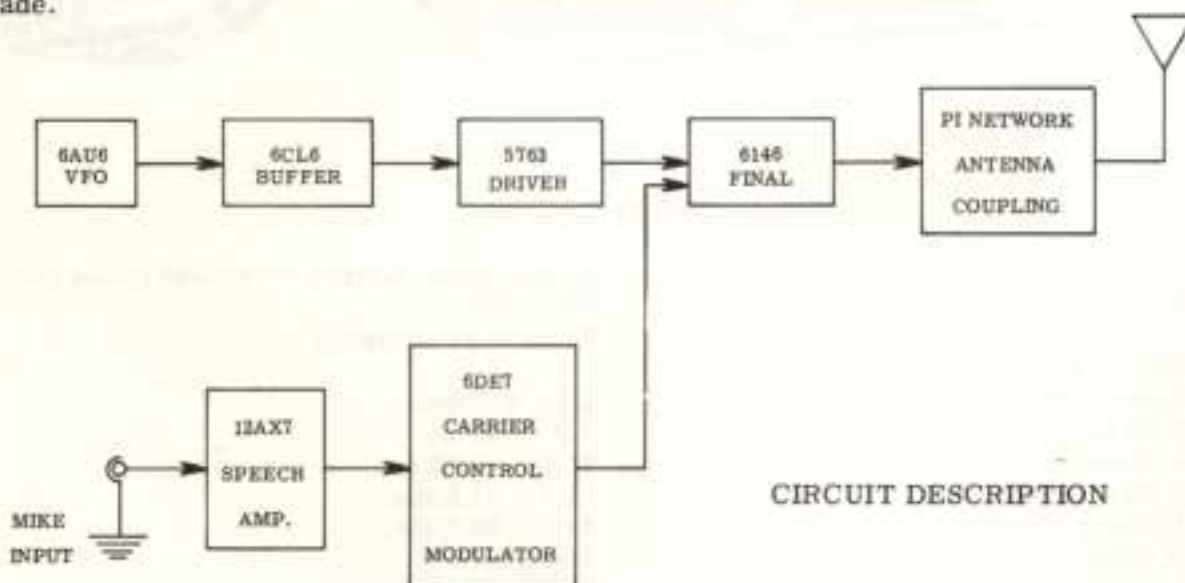 ade.
6AU6
VFO
6CL6
BUFFER
5763
DRIVER
6146
FINAL
PI NETWORK
ANTENNA
COUPLING
12AX7
SPEECH
AMP.
6DE7
CARRIER
CONTROL
MODULATOR
MIKE
INPUT
CIRCUIT DESCRIPTION